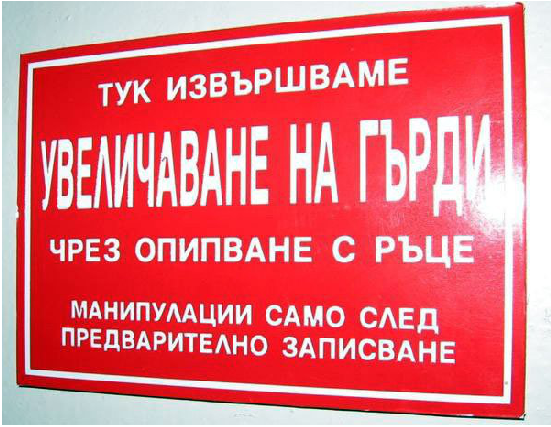 ТУК ИЗВЪРШВАМЕ
УВЕЛИЧАВАНЕ НА ГЪРДИ
ЧРЕЗ ОПИПВАНЕ С РЪЦЕ
МАНИПУЛАЦИИ САМО СЛЕД
ПРЕДВАРИТЕЛНО ЗАПИСВАНЕ